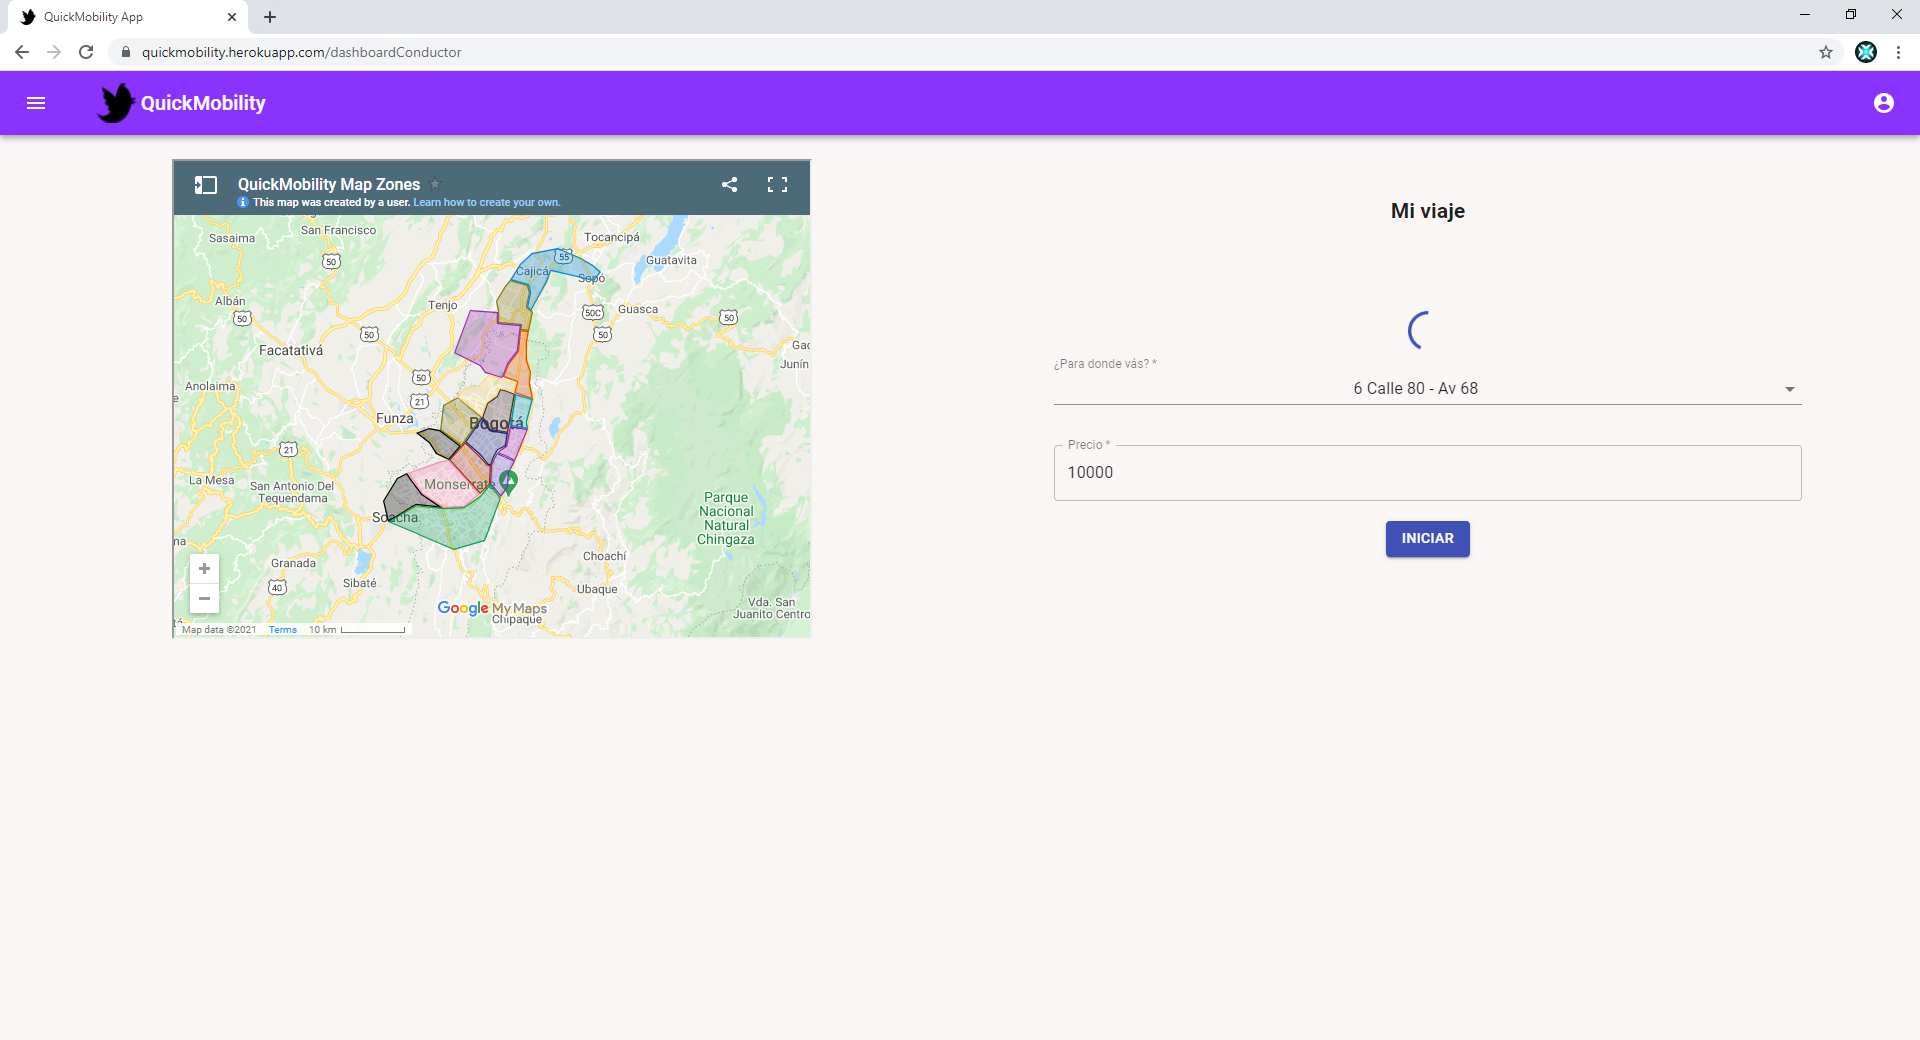 QuickMobility App
quickmobility.herokuapp.com/dashboardConductor
QuickMobility
QuickMobility Map Zones
This map was created by a user. Learn how to create your own.
San Francisco
Sasaima
Tocancipá
55
50
Guatavita
Cajicá
Sopó
Albán
Tenjo
50C
Guasca
50
50
50
50
Facatativá
Junín
50
Anolaima
21
Funza
Bogotá
21
La Mesa
San Antonio Del
Tequendama
Monserrate
Parque
Nacional
Natural
Chingaza
Soacha
Choachí
Granada
Sibaté
40
Ubaque
Vda. San
Juanito Centro
Google My Maps
Chipaque
Map data ©2021 Terms 10 km
Mi viaje
¿Para donde vás? *
6 Calle 80 - Av 68
Precio *
10000
INICIAR